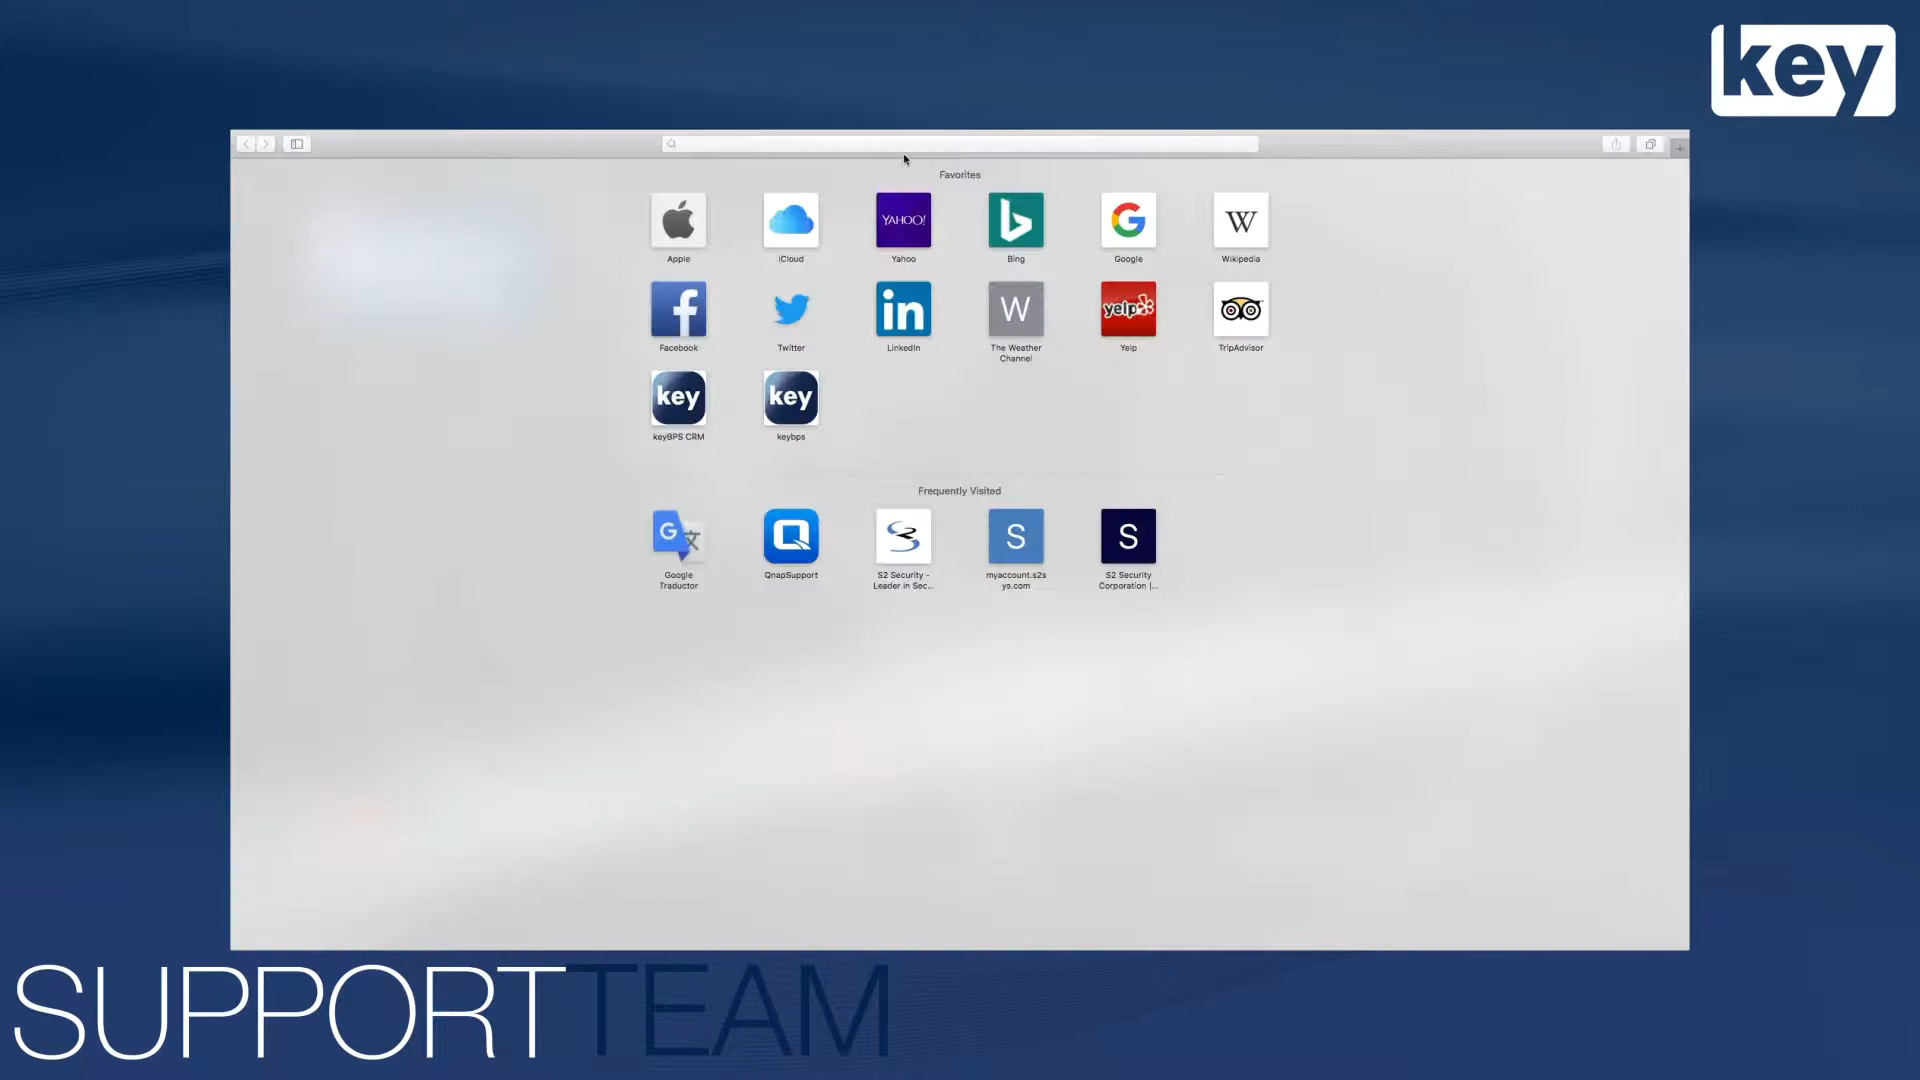 key
Favorites
YAHOO!
Apple
iCloud
Yahoo
Bing
Google
Wikipedia
in
W
yelp
Facebook
Twitter
LinkedIn
The Weather
Channel
Yelp
TripAdvisor
key
key
keyBPS CRM
keybps
Frequently Visited
S
S
Google
Traductor
QnapSupport
S2 Security -
Leader in Sec...
myaccount.s2s
ys.com
S2 Security
Corporation |...
SUPPORTTEAM